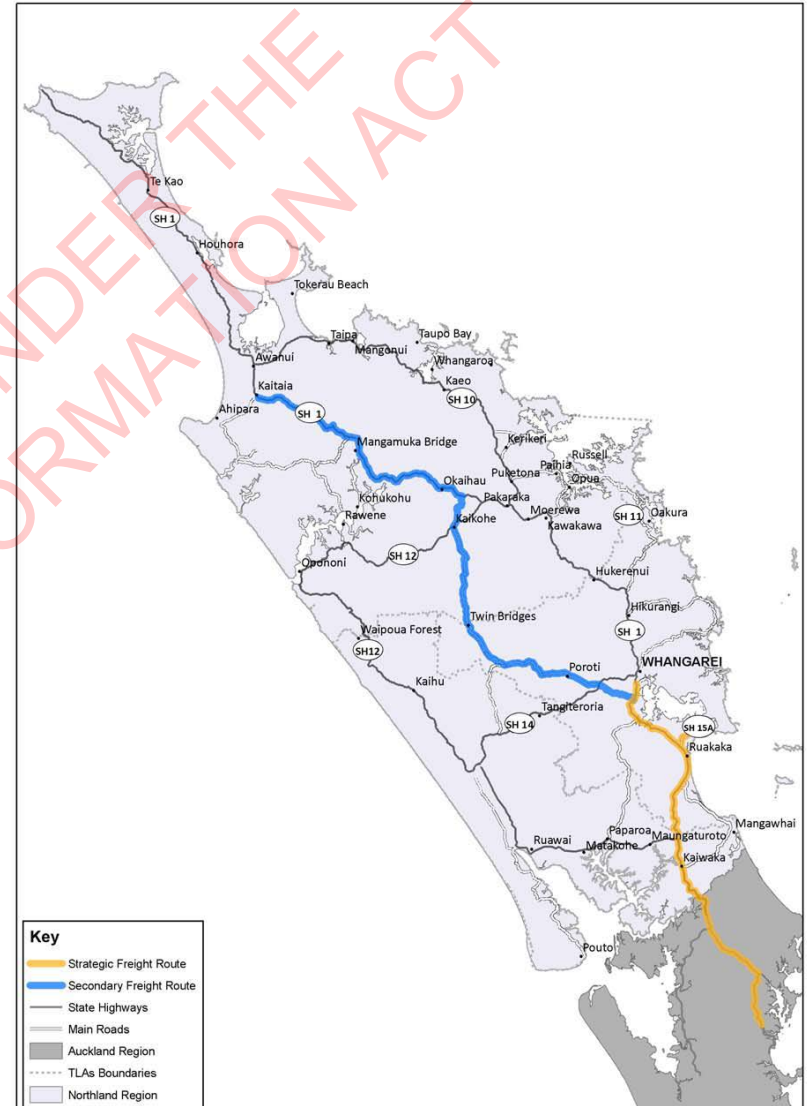 NDER THE
ORMATION ACT
Te Kao
SH 1
Houhora
Tokerau Beach
Taipa
Mangonui
Taupo Bay
Whangaroa
Awanui
Kaitaia
Kaeo
SH 10
Ahipara
SH 1
Mangamuka Bridge
Kerikeri
Russell
Paihia
Puketona
Opua
Okaihau
Pakaraka
Kohukohu
Moerewa
SH 11
Oakura
Rawene
Kaikohe
Kawakawa
SH 12
Opononi
Hukerenui
Hikurangi
Twin Bridges
SH 1
Waipoua Forest
SH12
WHANGAREI
Poroti
Kaihu
Tangiteroria
SH 14
SH 15A
Ruakaka
Mangawhai
Paparoa
Maungaturoto
Ruawai
Matakohe
Kaiwaka
Pouto
Key
Strategic Freight Route
Secondary Freight Route
State Highways
Main Roads
Auckland Region
TLAs Boundaries
Northland Region